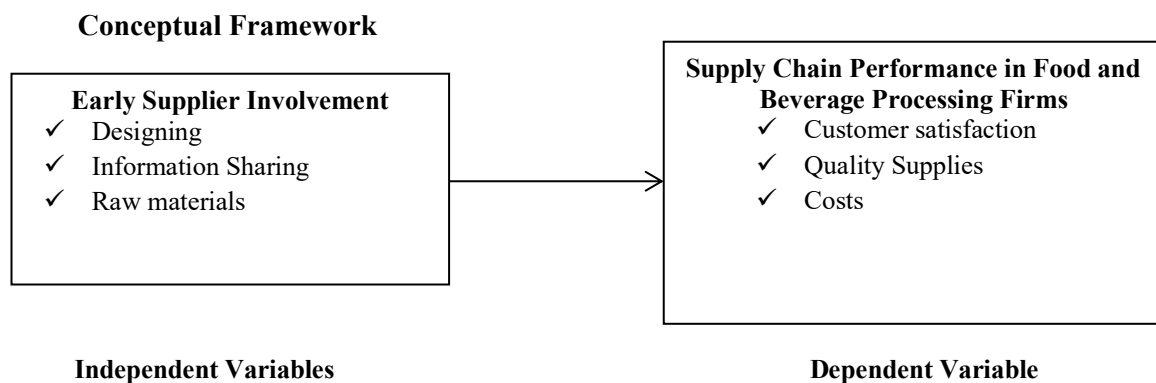 Conceptual Framework
Early Supplier Involvement
✓ Designing
✓ Information Sharing
✓ Raw materials
Supply Chain Performance in Food and
Beverage Processing Firms
✓ Customer satisfaction
✓ Quality Supplies
✓ Costs
Independent Variables
Dependent Variable